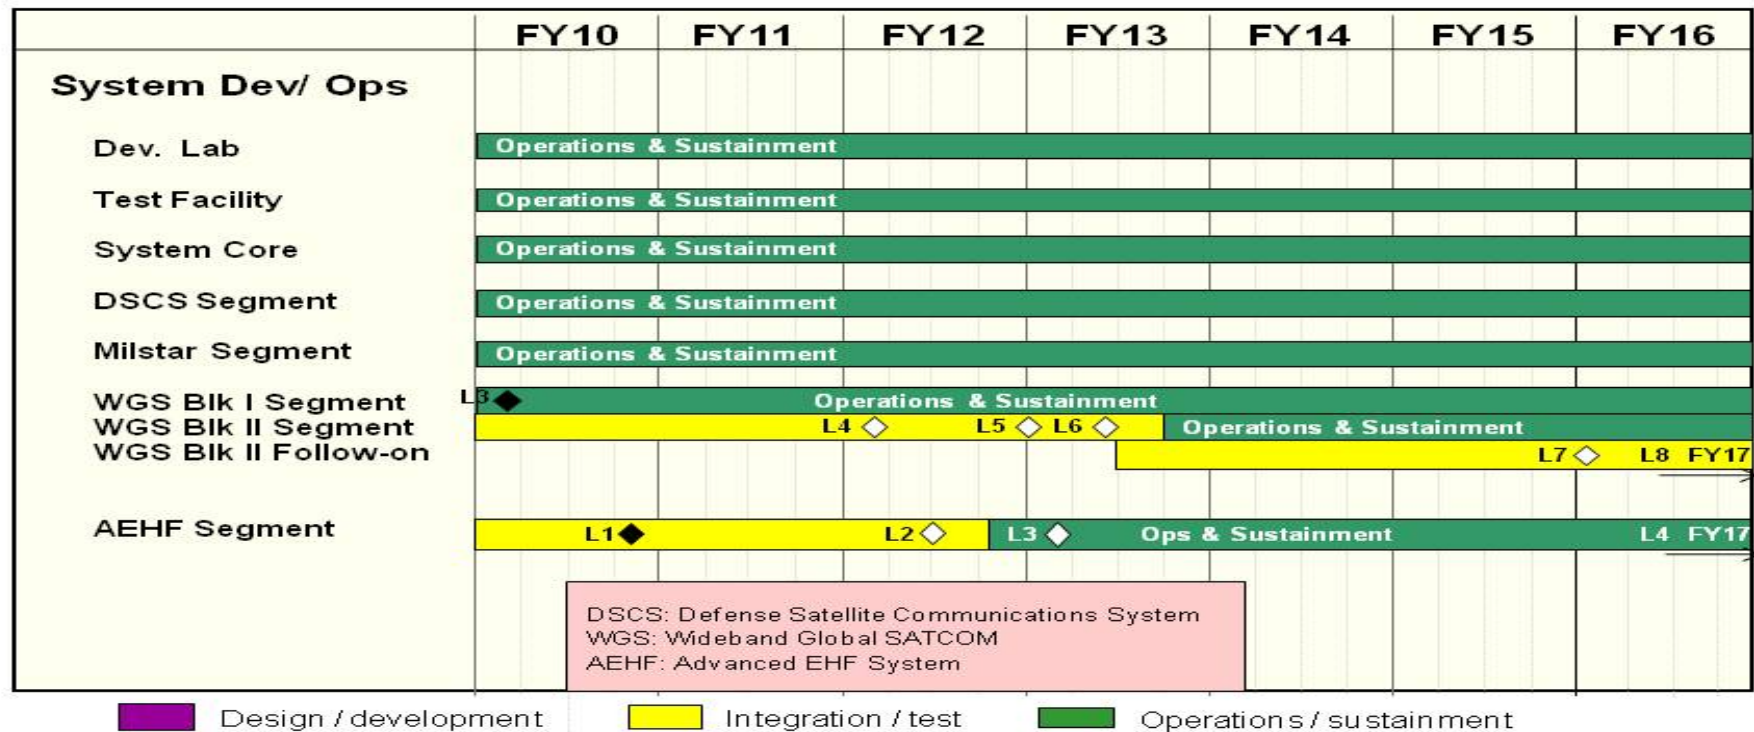 FY10 FY11 FY12 FY13 FY14 FY15 FY16
System Dev/ Ops
Dev. Lab Operations & Sustainment
Test Facility Operations & Sustainment
System Core Operations & Sustainment
DSCS Segment Operations & Sustainment
Milstar Segment Operations & Sustainment
WGS Blk I Segment L3 Operations & Sustainment
WGS Blk II Segment L4 L5 L6 Operations & Sustainment
WGS Blk II Follow-on L7 L8 FY17
AEHF Segment L1 L2 L3 Ops & Sustainment L4 FY17
DSCS: Defense Satellite Communications System
WGS: Wideband Global SATCOM
AEHF: Advanced EHF System
Design / development Integration / test Operations / sustainment